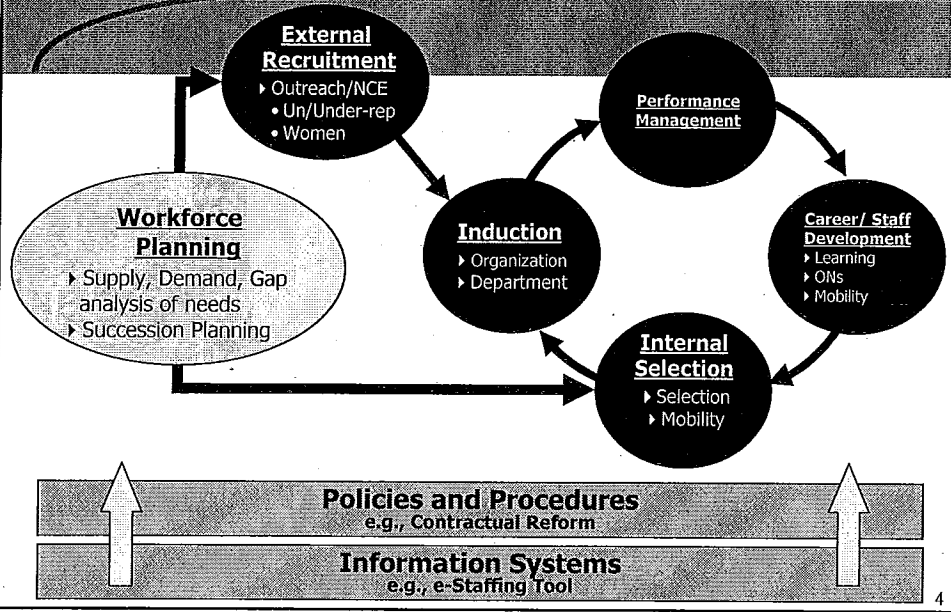 External
Recruitment
▸ Outreach/NCE
• Un/Under-rep
• Women
Performance
Management
Workforce
Planning
▸ Supply, Demand, Gap
analysis of needs
▸ Succession Planning
Induction
▸ Organization
▸ Department
Career/ Staff
Development
▸ Learning
▸ ONs
▸ Mobility
Internal
Selection
▸ Selection
▸ Mobility
Policies and Procedures
e.g., Contractual Reform
Information Systems
e.g., e-Staffing Tool
4